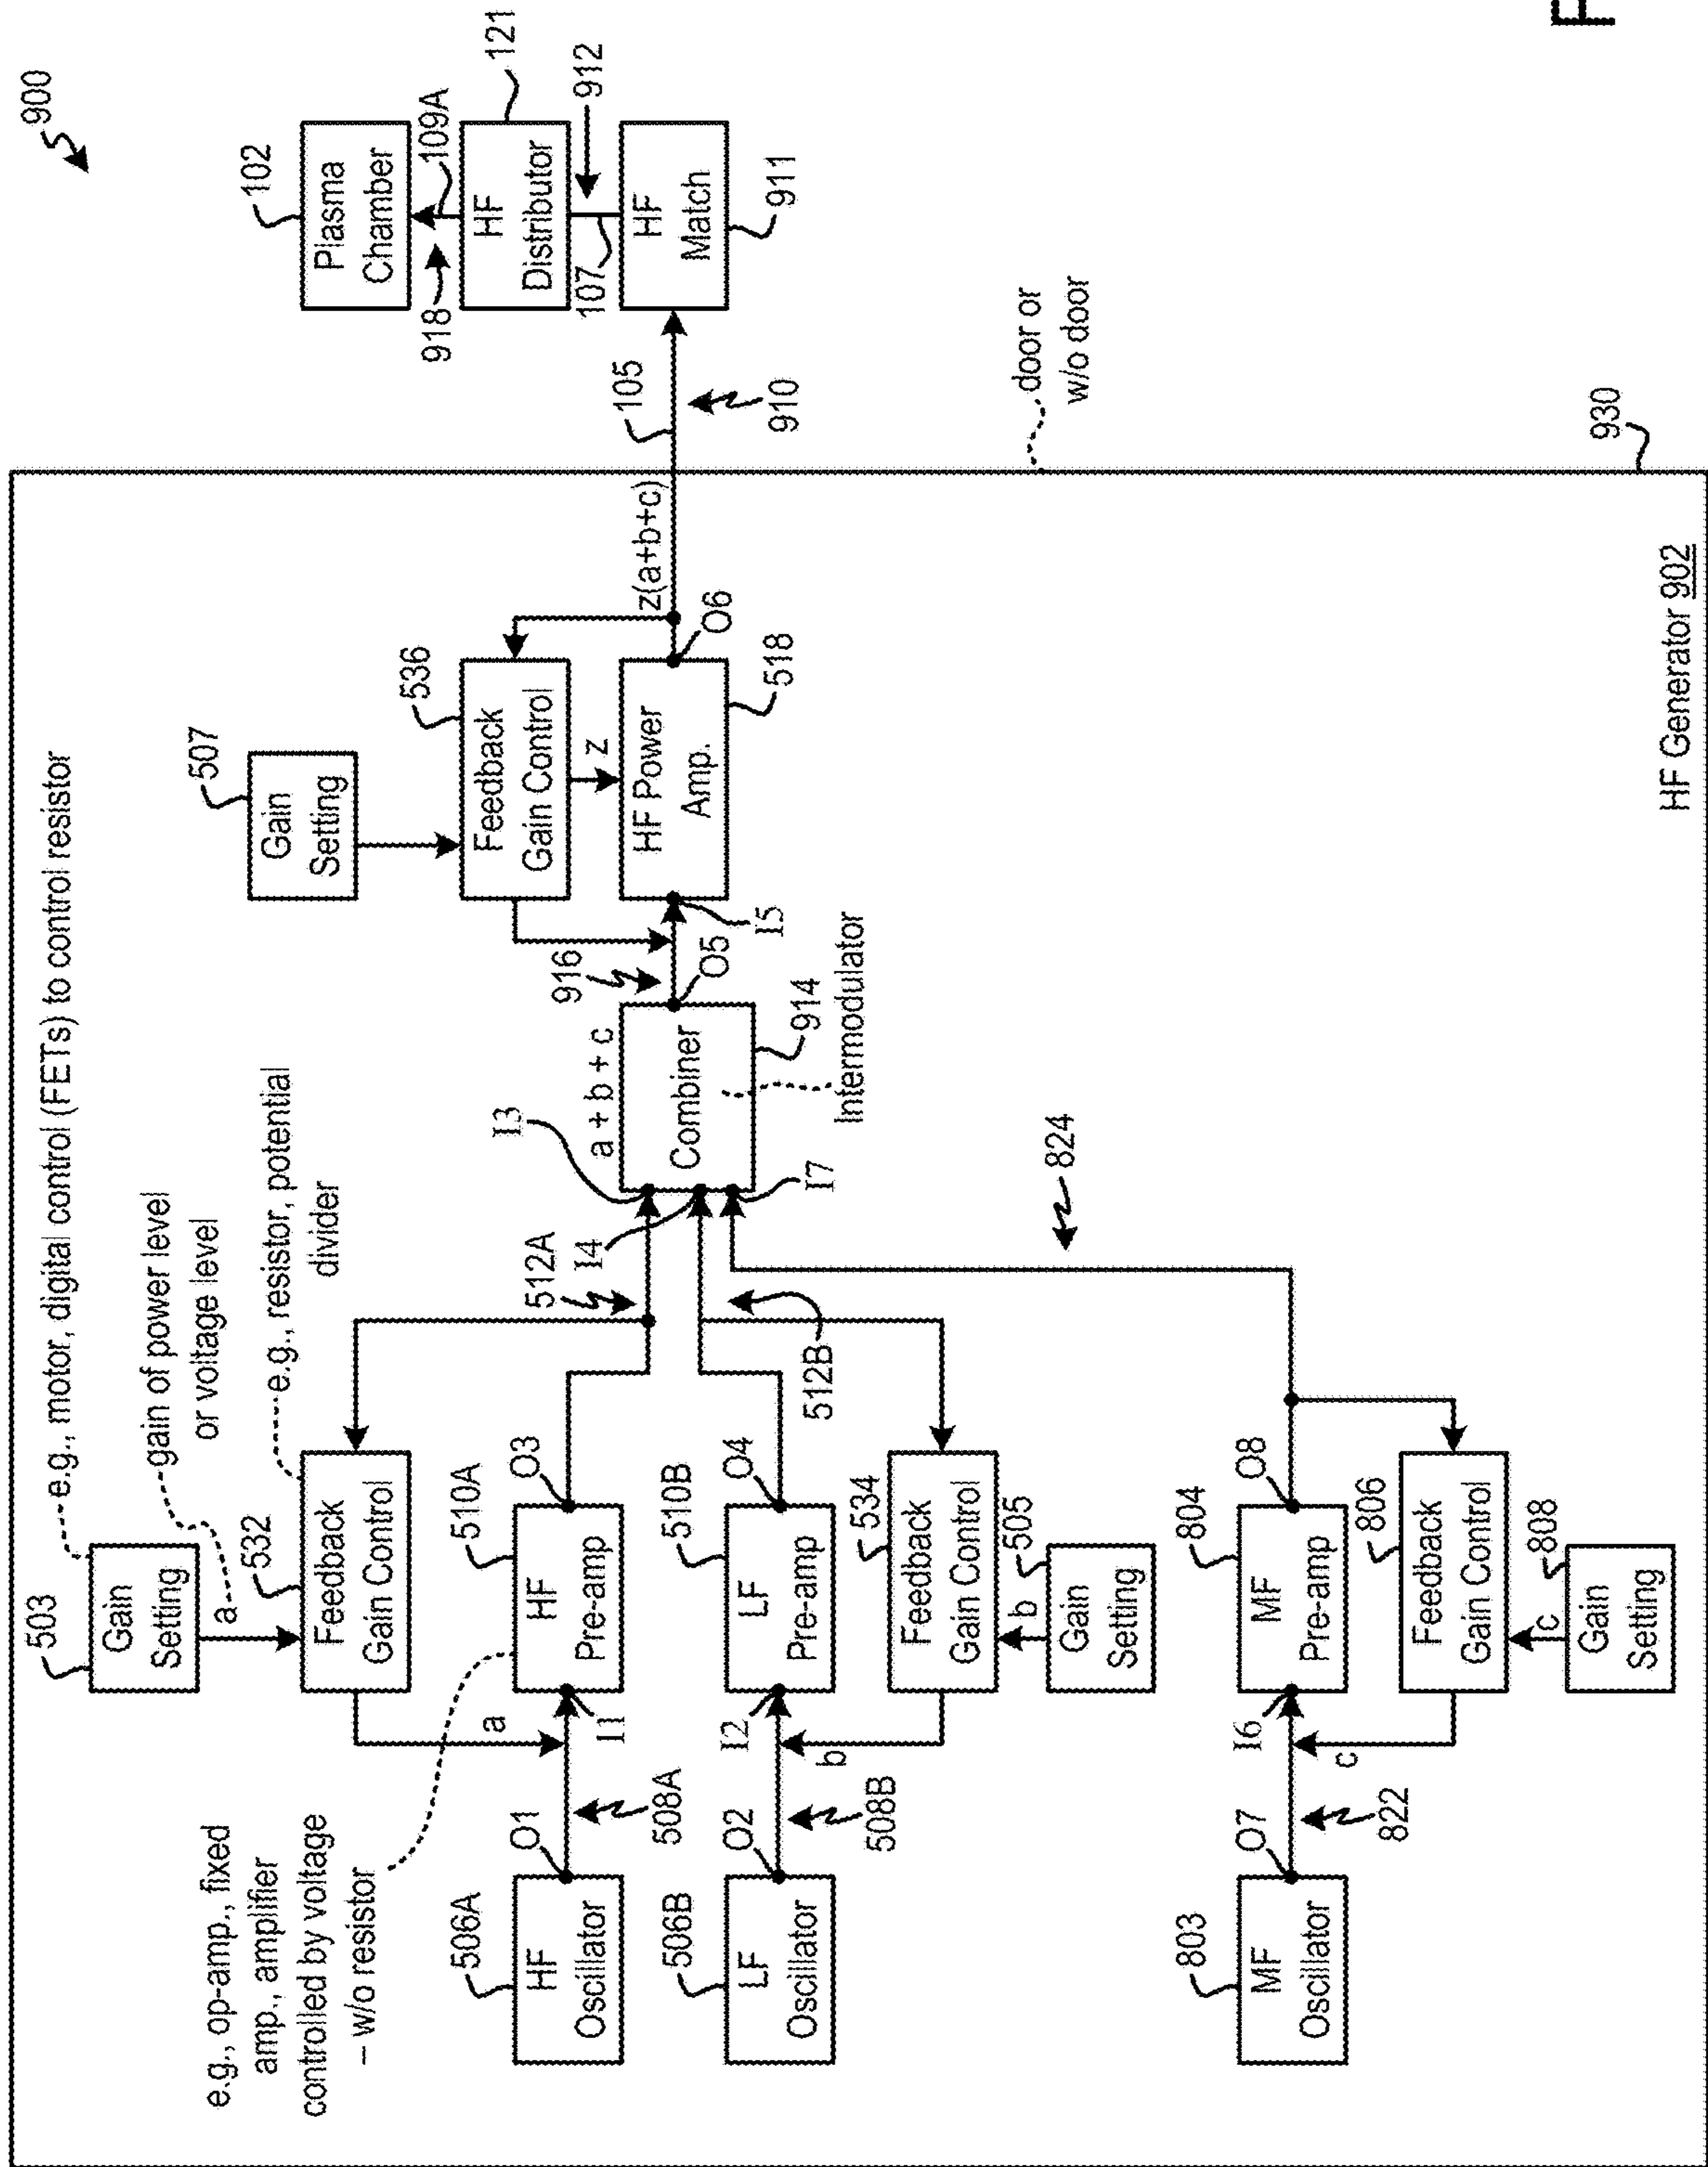 900
503
Gain
Setting
e.g., motor, digital control (FETs) to control resistor
a
gain of power level
or voltage level
532
Feedback
Gain Control
e.g., resistor, potential
divider
e.g., op-amp., fixed
amp., amplifier
controlled by voltage
– w/o resistor
a
506A
HF
Oscillator
O1
508A
I1
510A
HF
Pre-amp
O3
512A
I3
I4
506B
LF
Oscillator
O2
508B
I2
510B
LF
Pre-amp
O4
512B
b
534
Feedback
Gain Control
b
505
Gain
Setting
803
MF
Oscillator
O7
822
I6
804
MF
Pre-amp
O8
824
I7
c
806
Feedback
Gain Control
c
808
Gain
Setting
a + b + c
Combiner
914
Intermodulator
O5
916
I5
507
Gain
Setting
536
Feedback
Gain Control
z
HF Power
Amp.
518
O6
z(a+b+c)
105
910
HF
Match
911
107
912
HF
Distributor
121
918
109A
Plasma
Chamber
102
door or
w/o door
930
HF Generator 902